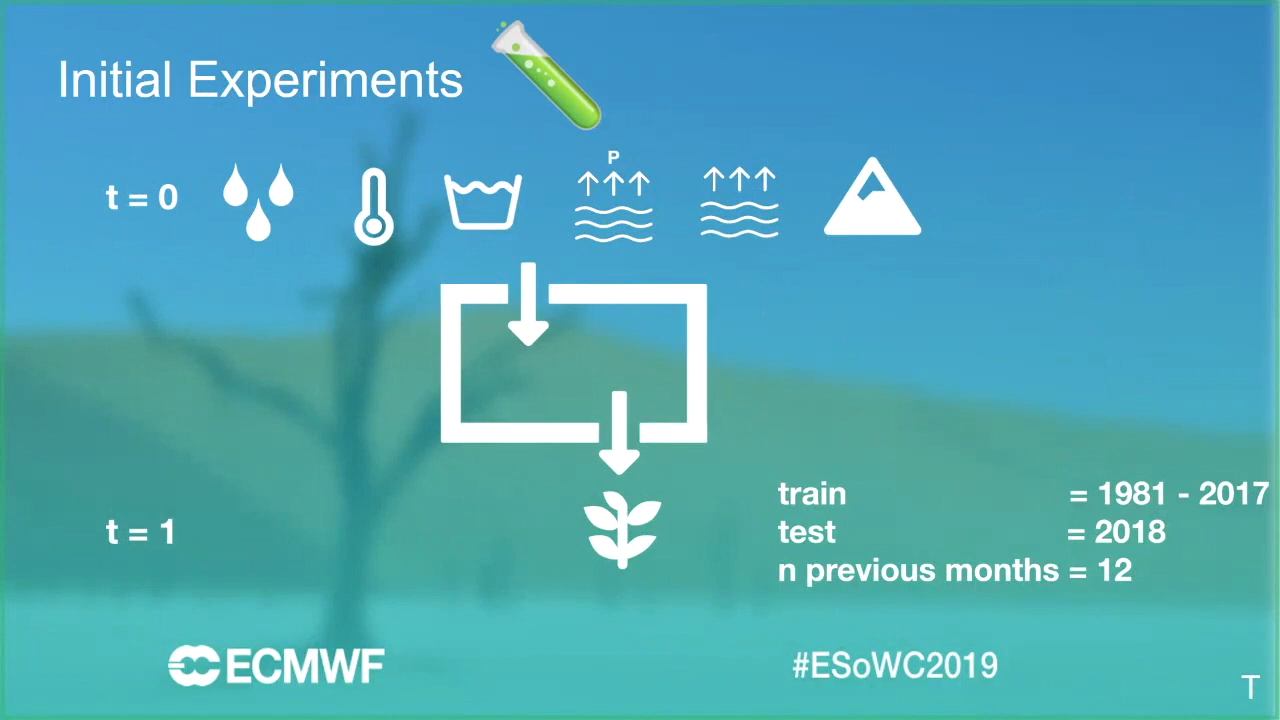 Initial Experiments
P
t = 0
t = 1
train = 1981 - 2017
test = 2018
n previous months = 12
ECMWF
#ESoWC2019
T